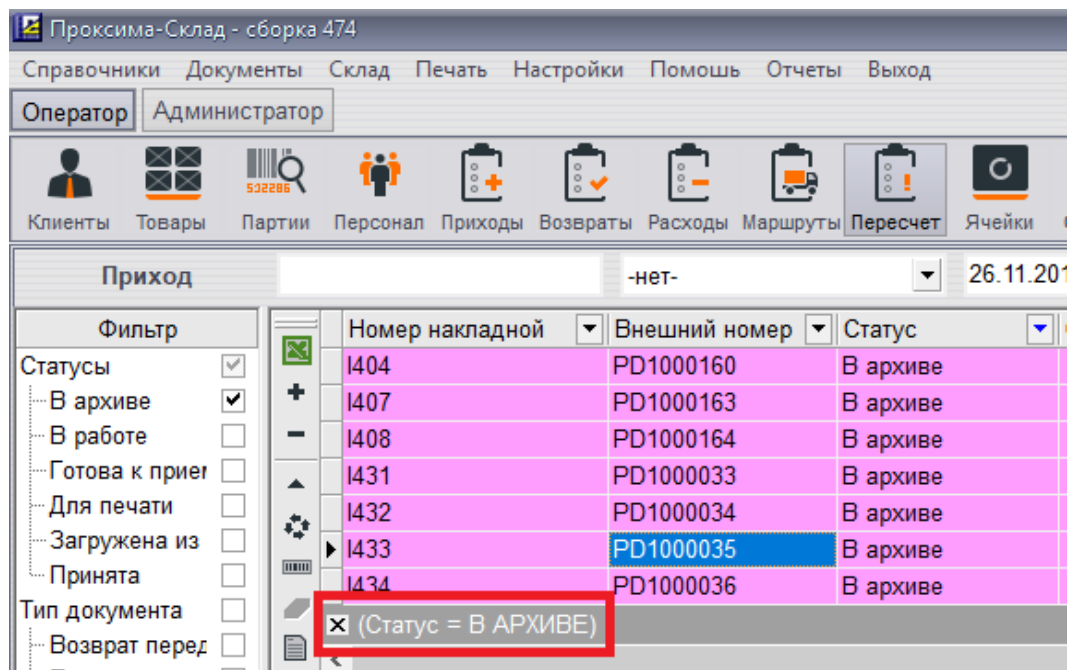 Проксима-Склад - сборка 474
Справочники Документы Склад Печать Настройки Помошь Отчеты Выход
Оператор Администратор
532286
Клиенты Товары Партии Персонал Приходы Возвраты Расходы Маршруты Пересчет Ячейки
Приход -нет- 26.11.201
Фильтр Номер накладной Внешний номер Статус
Статусы I404 PD1000160 В архиве
В архиве I407 PD1000163 В архиве
В работе I408 PD1000164 В архиве
Готова к прием I431 PD1000033 В архиве
Для печати I432 PD1000034 В архиве
Загружена из I433 PD1000035 В архиве
Принята I434 PD1000036 В архиве
Тип документа (Статус = В АРХИВЕ)
Возврат перед